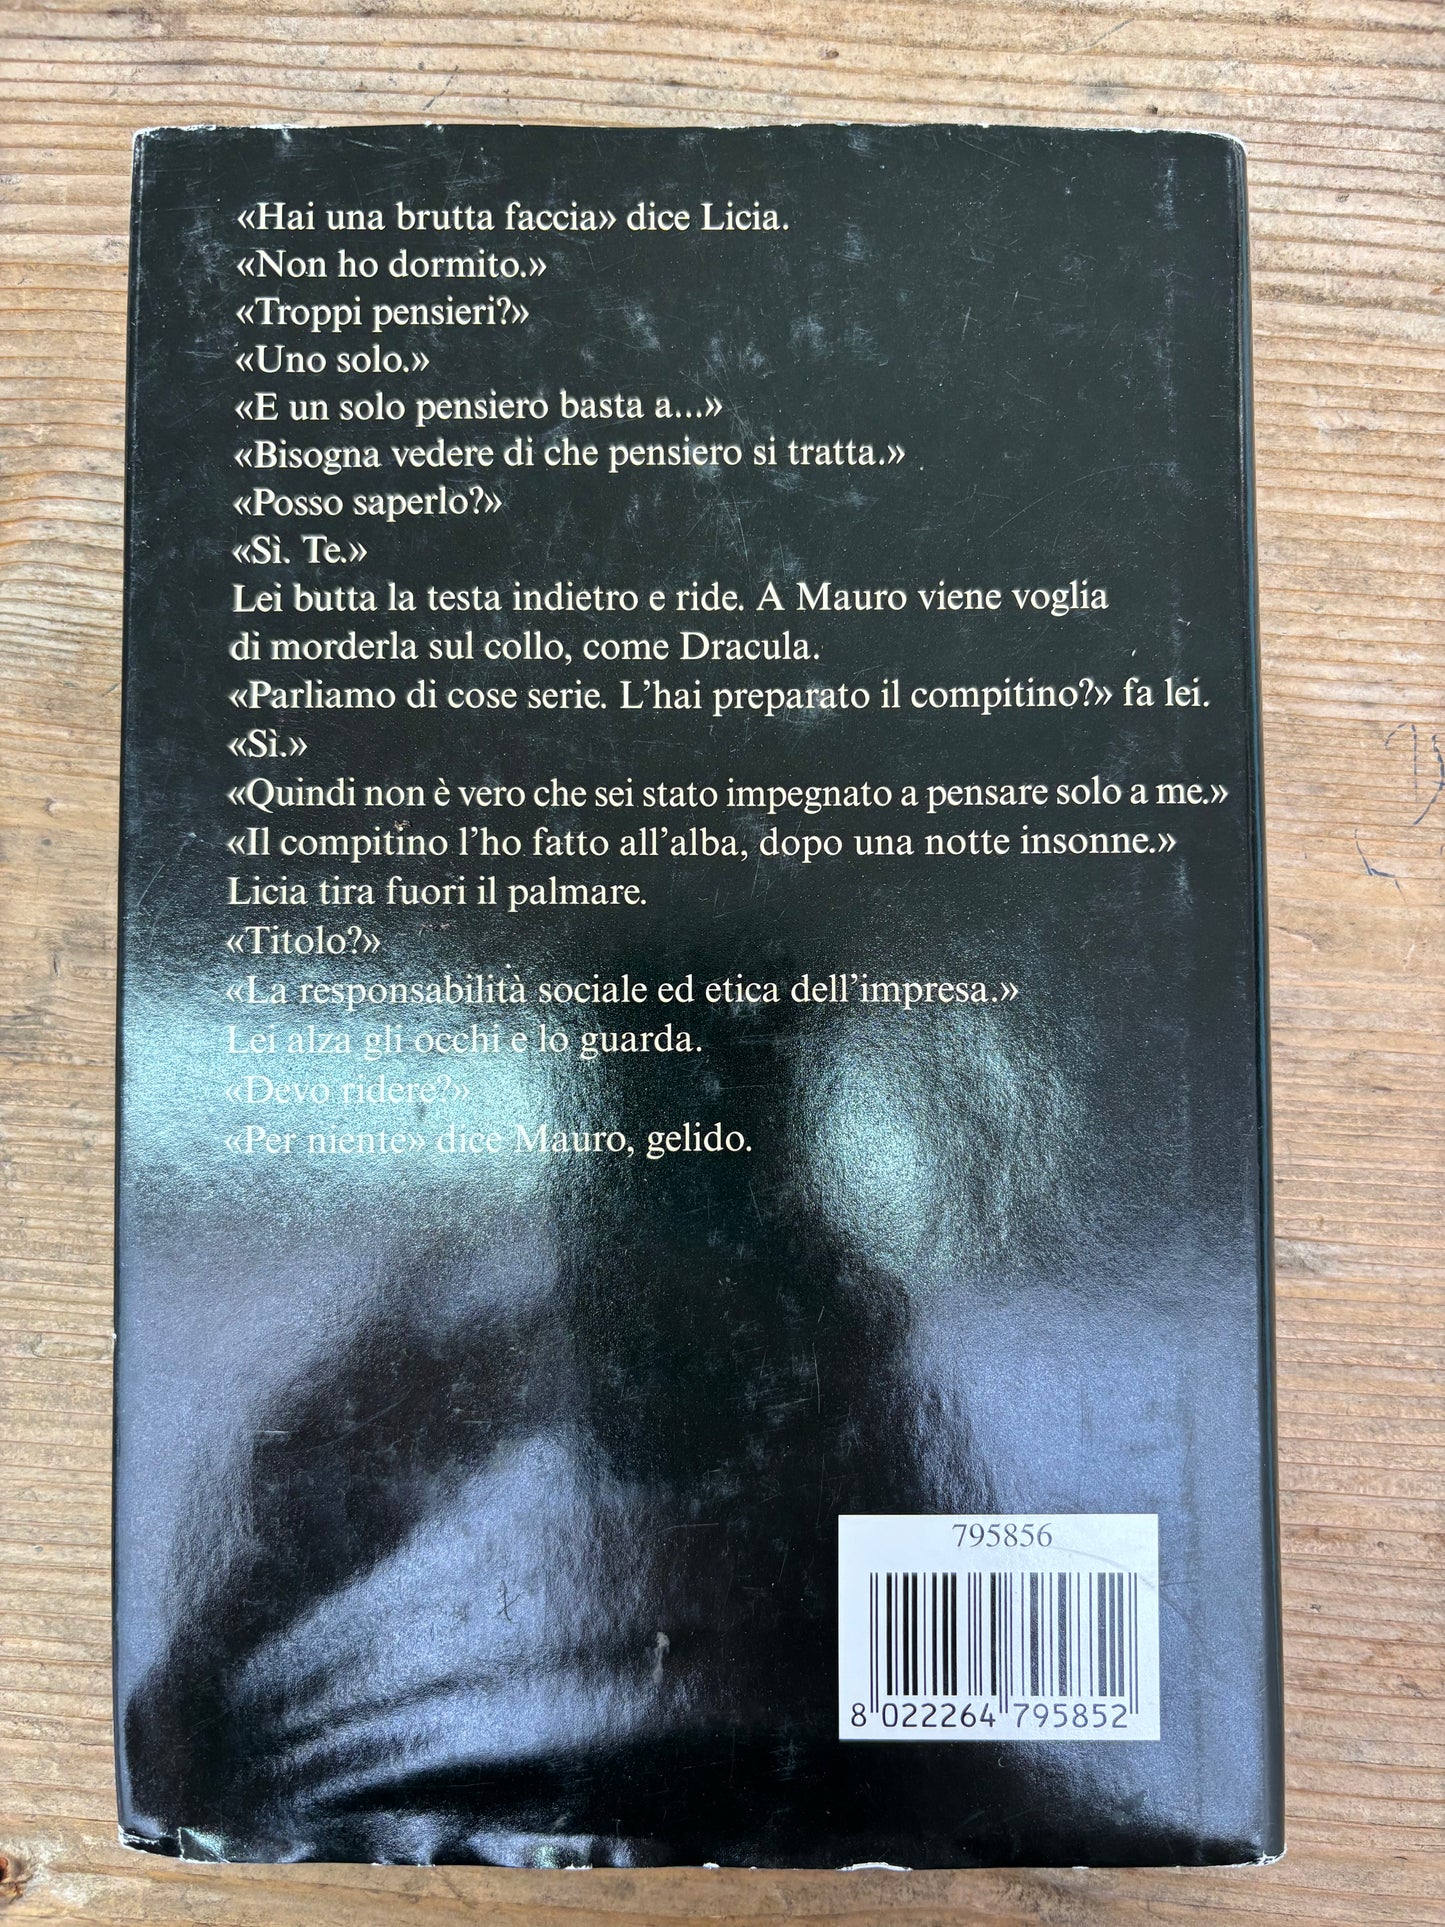 «Hai una brutta faccia» dice Licia.
«Non ho dormito.»
«Troppi pensieri?»
«Uno solo.»
«E un solo pensiero basta a...»
«Bisogna vedere di che pensiero si tratta.»
«Posso saperlo?»
«Sì. Te.»
Lei butta la testa indietro e ride. A Mauro viene voglia
di morderla sul collo, come Dracula.
«Parliamo di cose serie. L'hai preparato il compitino?» fa lei.
«Sì.»
«Quindi non è vero che sei stato impegnato a pensare solo a me.»
«Il compitino l'ho fatto all'alba, dopo una notte insonne.»
Licia tira fuori il palmare.
«Titolo?»
«La responsabilità sociale ed etica dell'impresa.»
Lei alza gli occhi e lo guarda.
«Devo ridere?»
«Per niente» dice Mauro, gelido.
795856
8 022264 795852